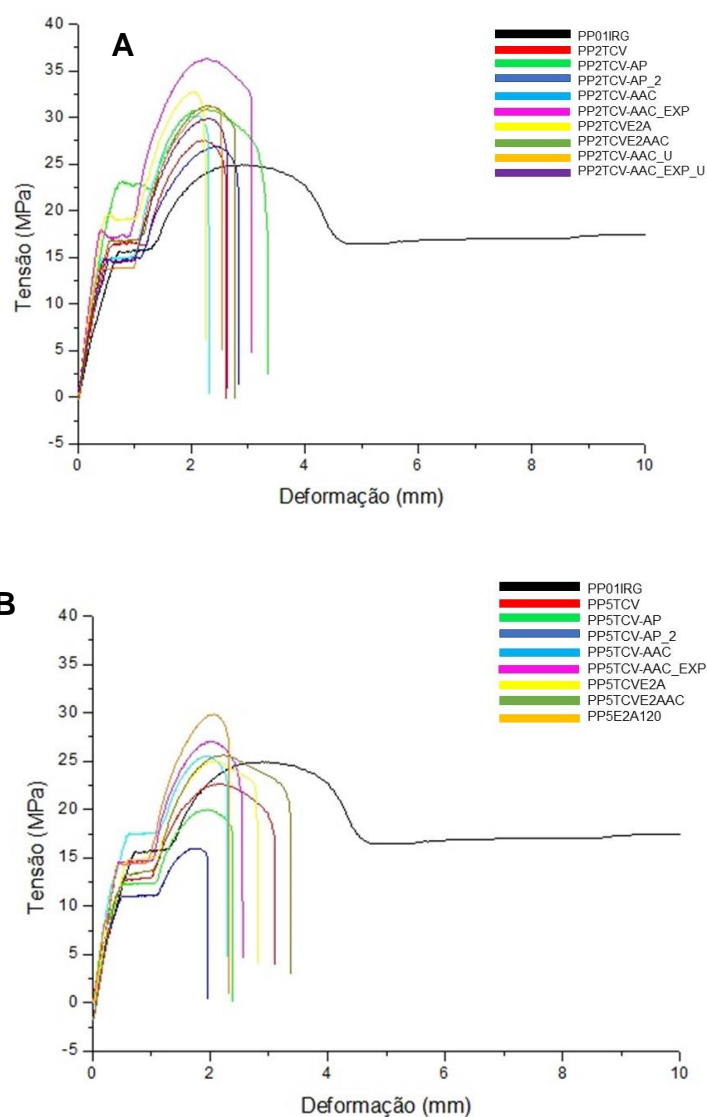 A
40
35
30
25
20
15
10
5
0
-5
Tensão (MPa)
0 2 4 6 8 10
Deformação (mm)
PP01IRG
PP2TCV
PP2TCV-AP
PP2TCV-AP_2
PP2TCV-AAC
PP2TCV-AAC_EXP
PP2TCVE2A
PP2TCVE2AAC
PP2TCV-AAC_U
PP2TCV-AAC_EXP_U
B
40
35
30
25
20
15
10
5
0
-5
Tensão (MPa)
0 2 4 6 8 10
Deformação (mm)
PP01IRG
PP5TCV
PP5TCV-AP
PP5TCV-AP_2
PP5TCV-AAC
PP5TCV-AAC_EXP
PP5TCVE2A
PP5TCVE2AAC
PP5E2A120